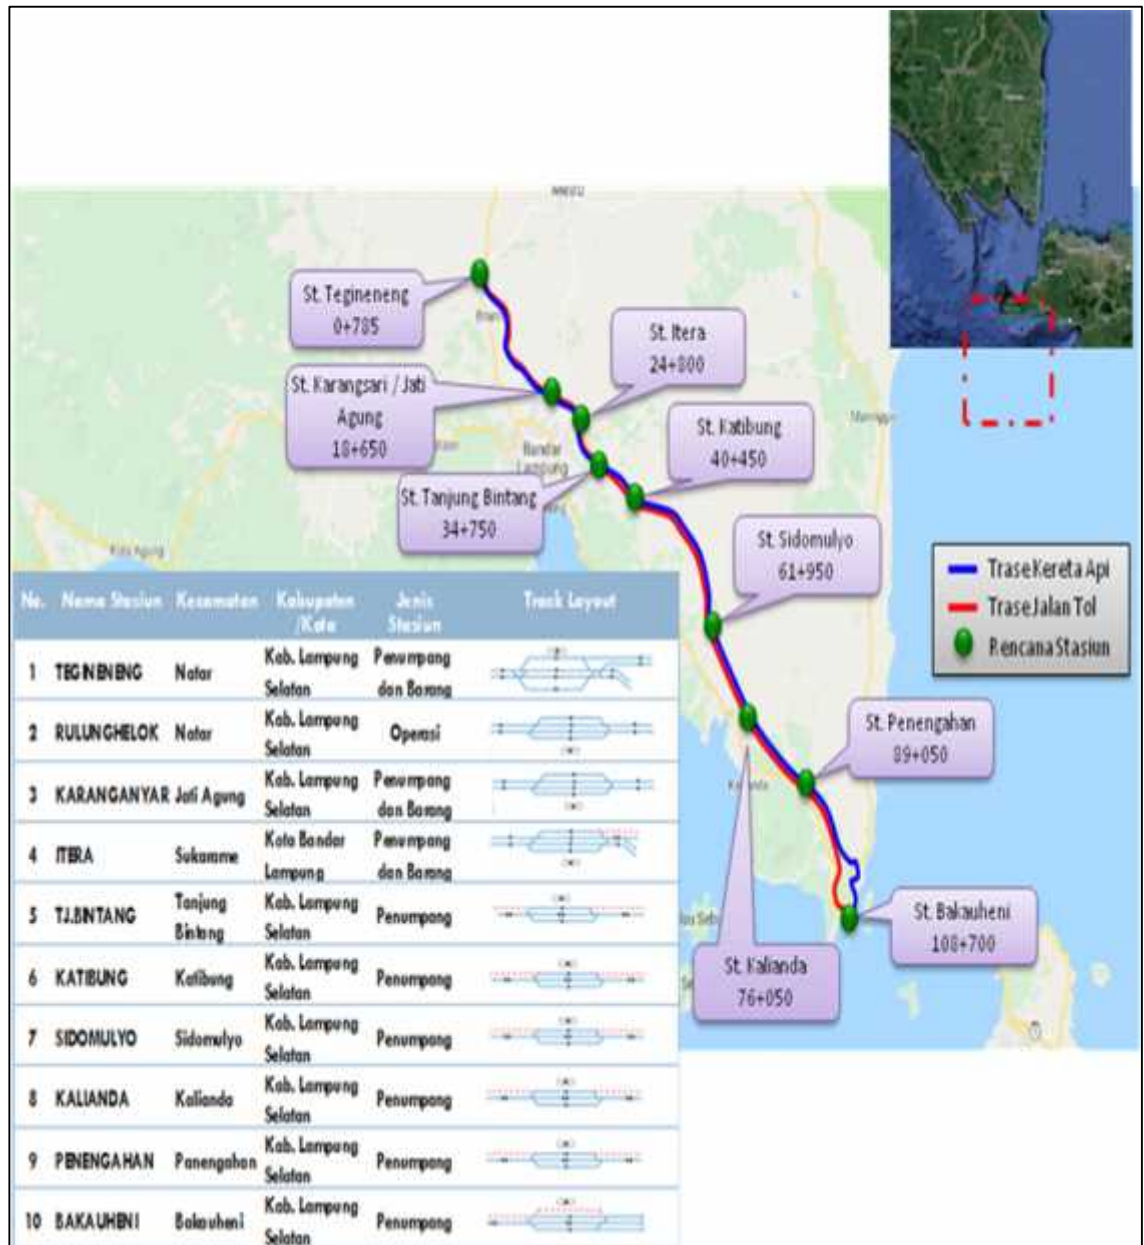 St. Tegineneng
0+785
St. Itera
24+800
St. Karangsari / Jati
Agung
18+650
St. Katibung
40+450
Bandar
Lampung
St. Tanjung Bintang
34+750
St. Sidomulyo
61+950
Kota Agung
Trase Kereta Api
Trase Jalan Tol
Rencana Stasiun
St. Penengahan
89+050
St. Bakauheni
108+700
St. Kalianda
76+050
No. Nama Stasiun Kecamatan Kabupaten Jenis Track Layout
/Kota Stasiun
1 TEGINENENG Natar Kab. Lampung Penumpang
Selatan dan Barang
2 RULUNGHELOK Natar Kab. Lampung Operasi
Selatan
3 KARANGANYAR Jati Agung Kab. Lampung Penumpang
Selatan dan Barang
4 ITERA Sukarame Kota Bandar Penumpang
Lampung dan Barang
5 TJ.BINTANG Tanjung Kab. Lampung Penumpang
Bintang Selatan
6 KATIBUNG Katibung Kab. Lampung Penumpang
Selatan
7 SIDOMULYO Sidomulyo Kab. Lampung Penumpang
Selatan
8 KALIANDA Kalianda Kab. Lampung Penumpang
Selatan
9 PENENGAHAN Panengahan Kab. Lampung Penumpang
Selatan
10 BAKAUHENI Bakauheni Kab. Lampung Penumpang
Selatan